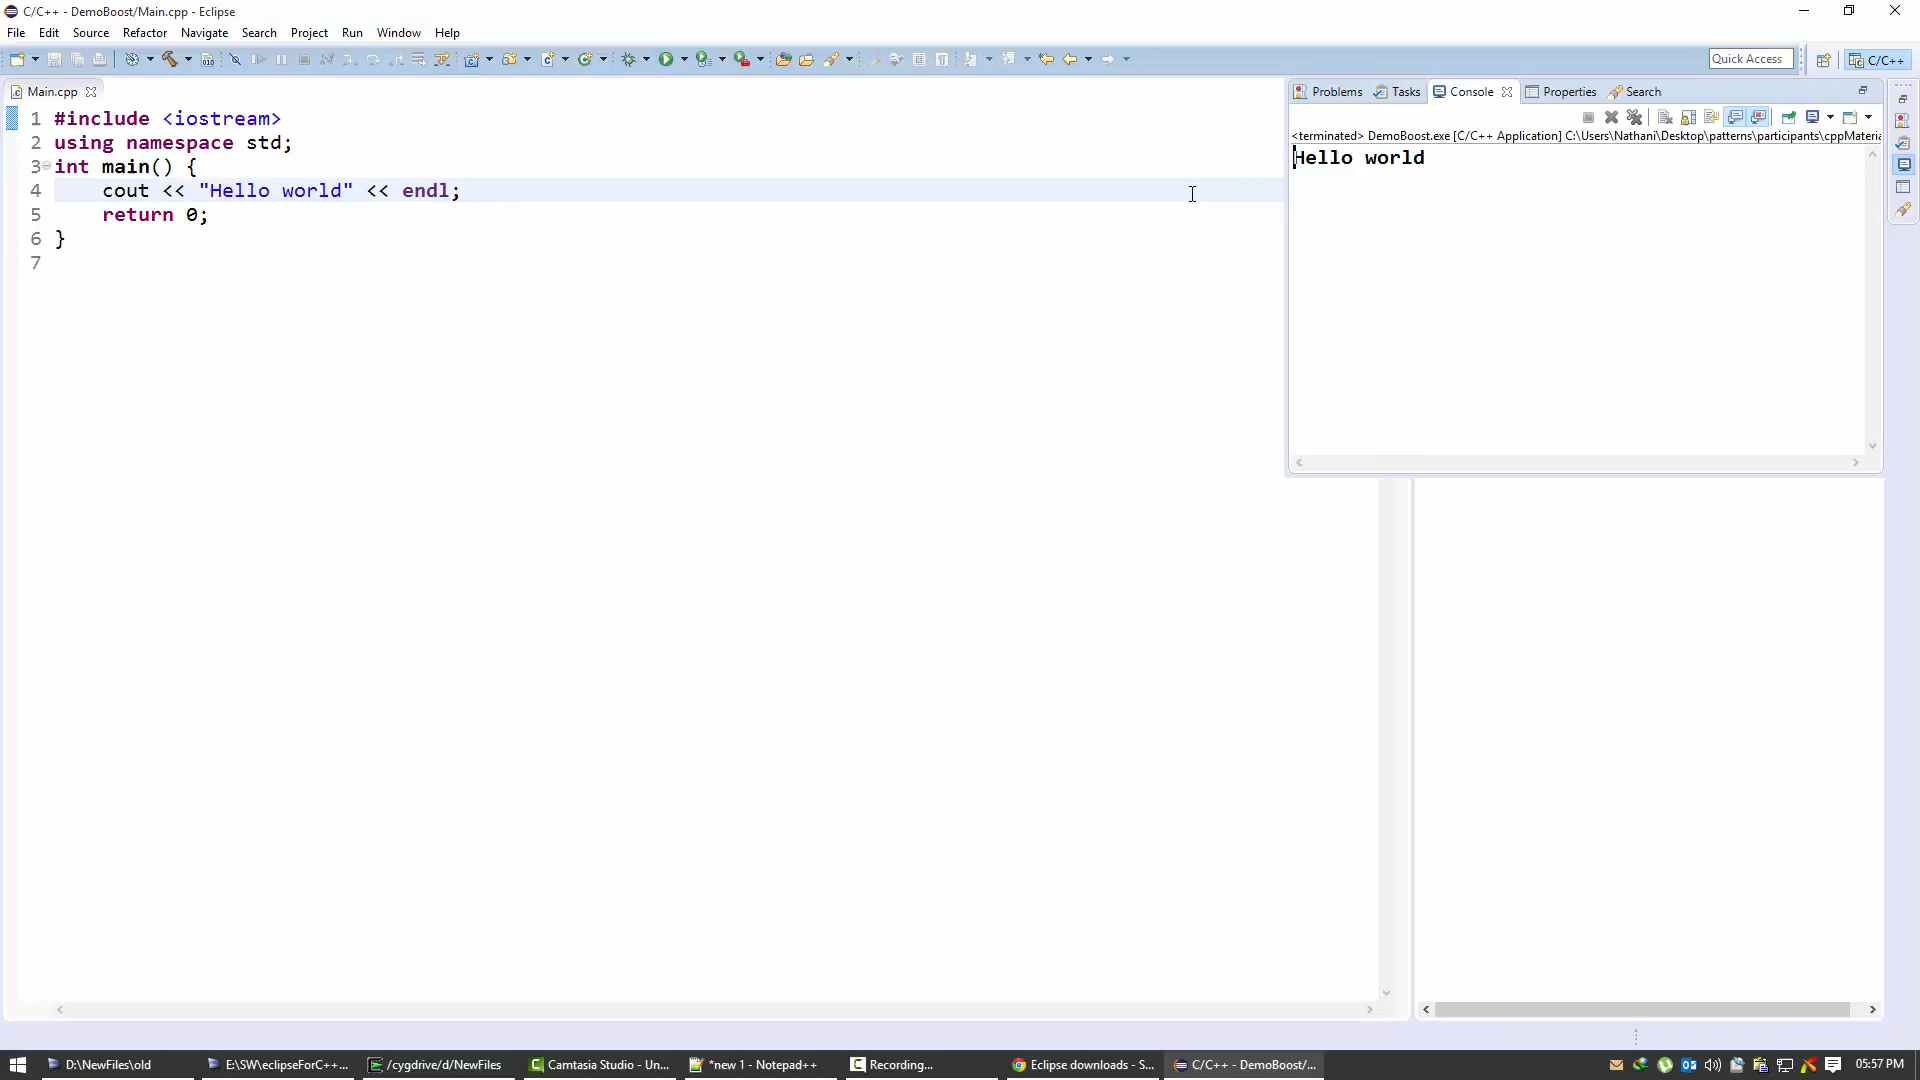 C/C++ - DemoBoost/Main.cpp - Eclipse
File Edit Source Refactor Navigate Search Project Run Window Help
Quick Access
C/C++
Main.cpp
Problems Tasks Console Properties Search
<terminated> DemoBoost.exe [C/C++ Application] C:\Users\Nathani\Desktop\patterns\participants\cppMateria
Hello world
1 #include <iostream>
2 using namespace std;
3 int main() {
4 cout << "Hello world" << endl;
5 return 0;
6 }
7
D:\NewFiles\old
E:\SW\eclipseForC++...
/cygdrive/d/NewFiles
Camtasia Studio - Un...
*new 1 - Notepad++
Recording...
Eclipse downloads - S...
C/C++ - DemoBoost/...
05:57 PM